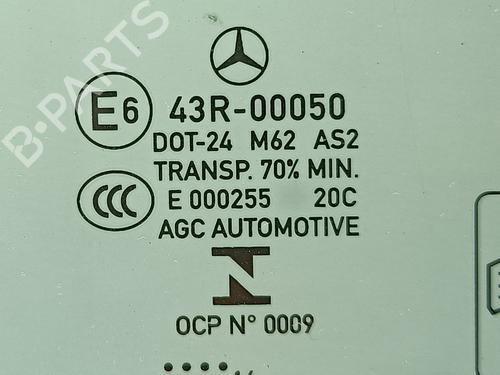 B-PARTS
E6 43R-00050
DOT-24 M62 AS2
TRANSP. 70% MIN.
CCC E 000255 20C
AGC AUTOMOTIVE
N
OCP N° 0009